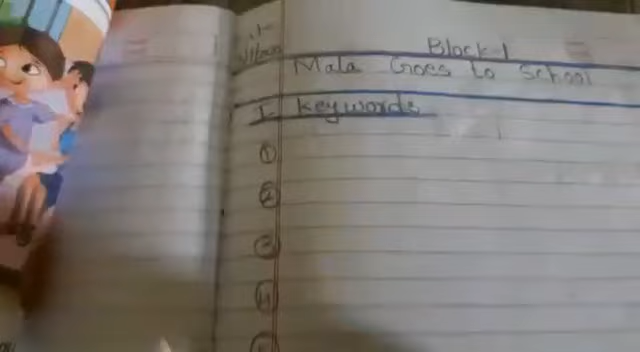 Block-1
Mala Goes to School
I. Keywords
①
②
③
④